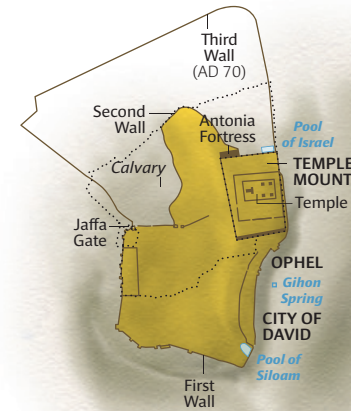 Third
Wall
(AD 70)
Second
Wall
Antonia
Fortress
Pool
of Israel
Calvary
TEMPLE
MOUNT
Temple
Jaffa
Gate
OPHEL
Gihon
Spring
CITY OF
DAVID
Pool of
Siloam
First
Wall